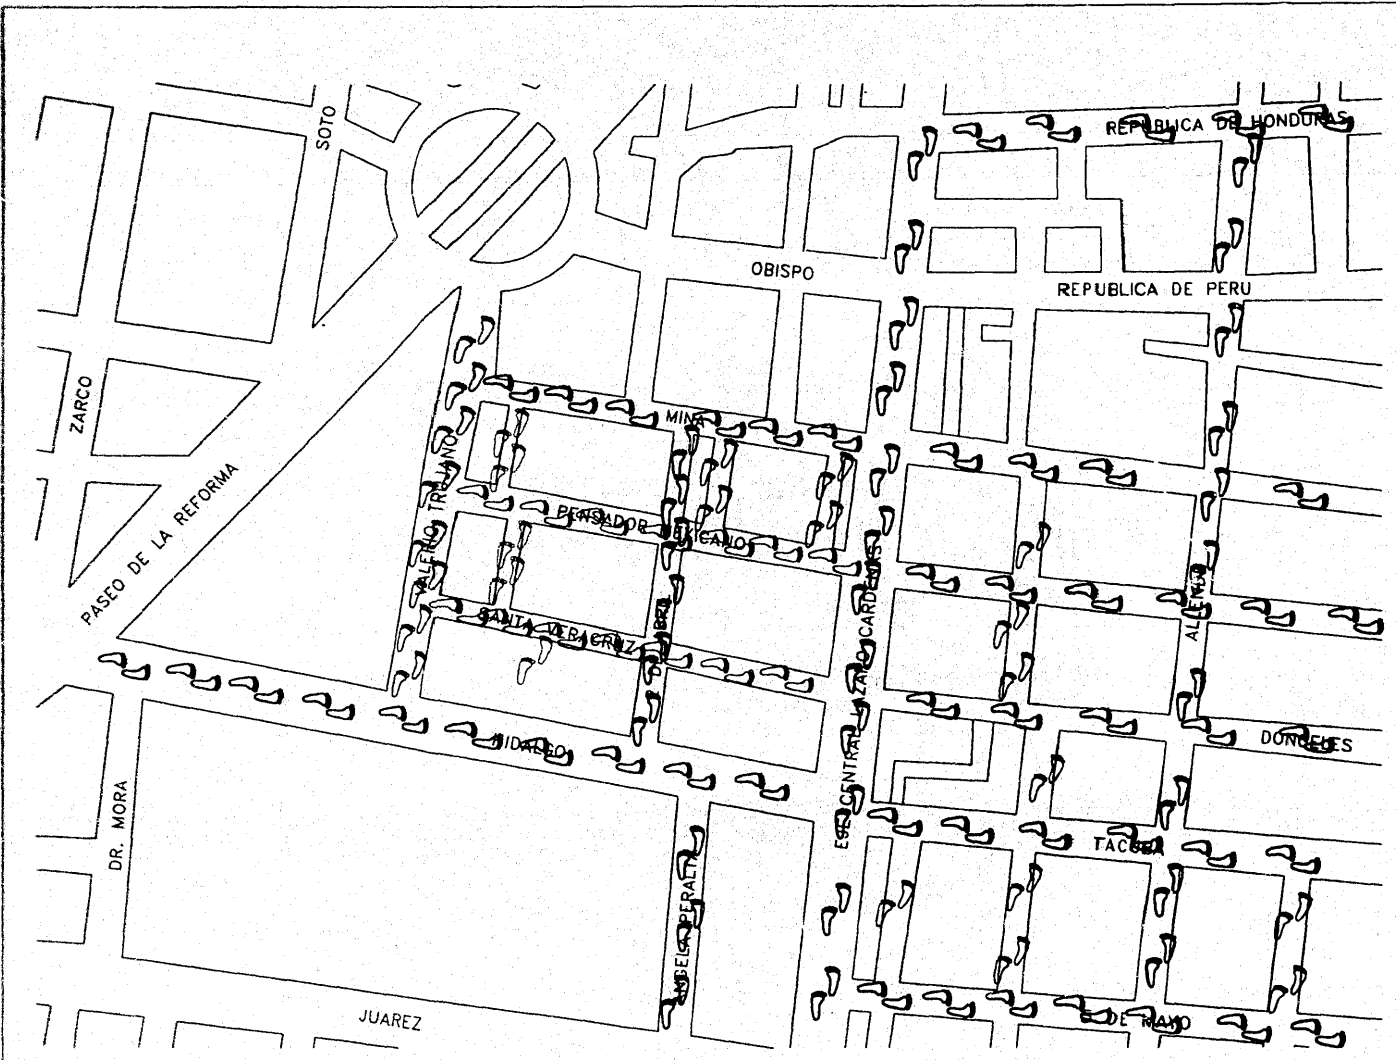 SOTO
REPUBLICA DE HONDURAS
OBISPO
REPUBLICA DE PERU
ZARCO
MINA
PASEO DE LA REFORMA
VALERIO TRUJANO
PENSADOR MEXICANO
EJE CENTRAL LAZARO CARDENAS
ALLENDE
SANTA VERACRUZ
HIDALGO
DONCELES
DR. MORA
TACUBA
ANGELA PERALTA
JUAREZ
5 DE MAYO